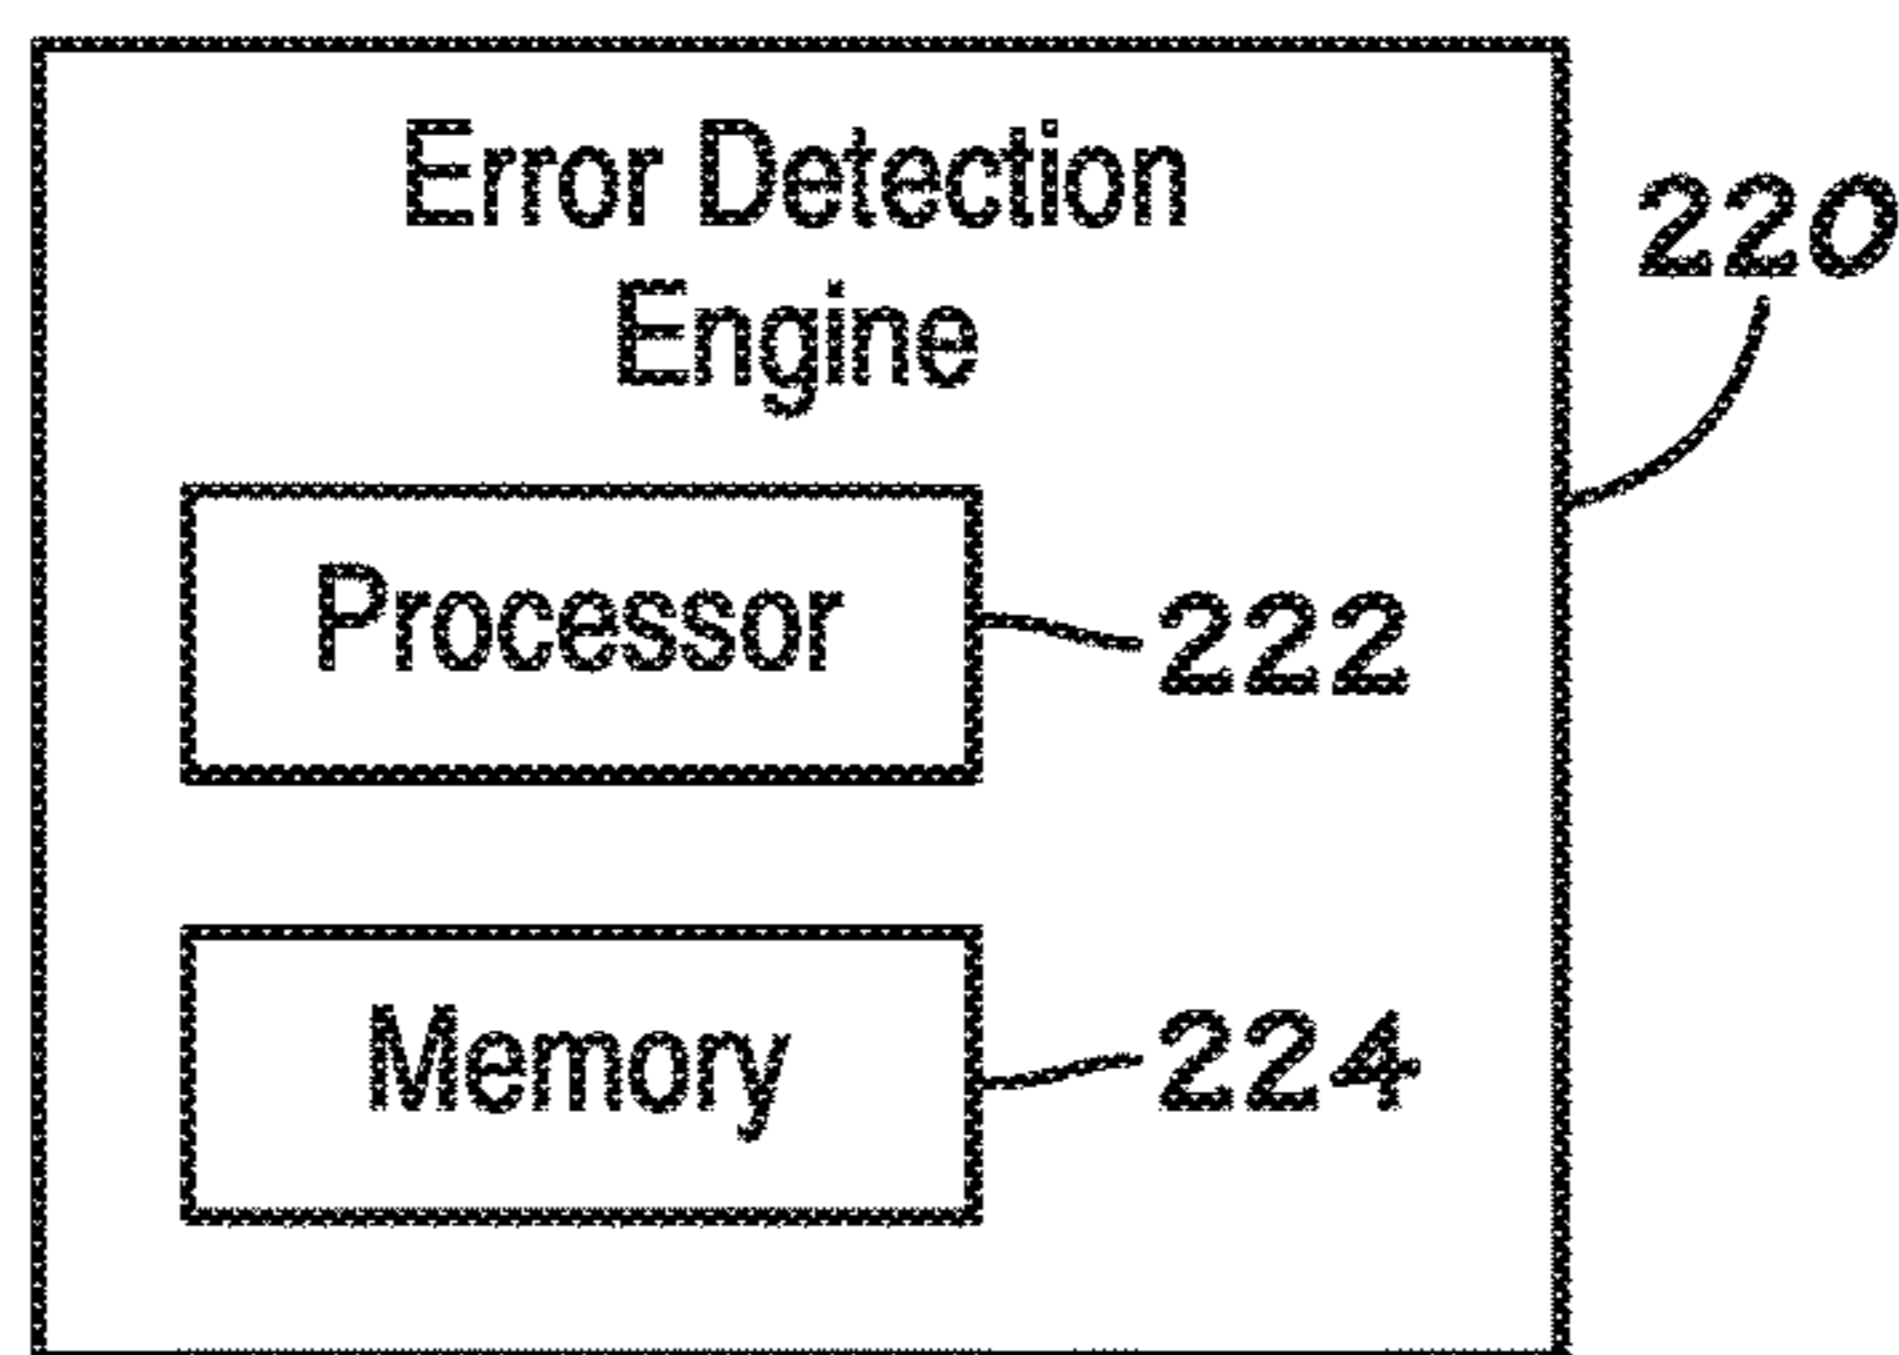 Error Detection
Engine
220
Processor
222
Memory
224